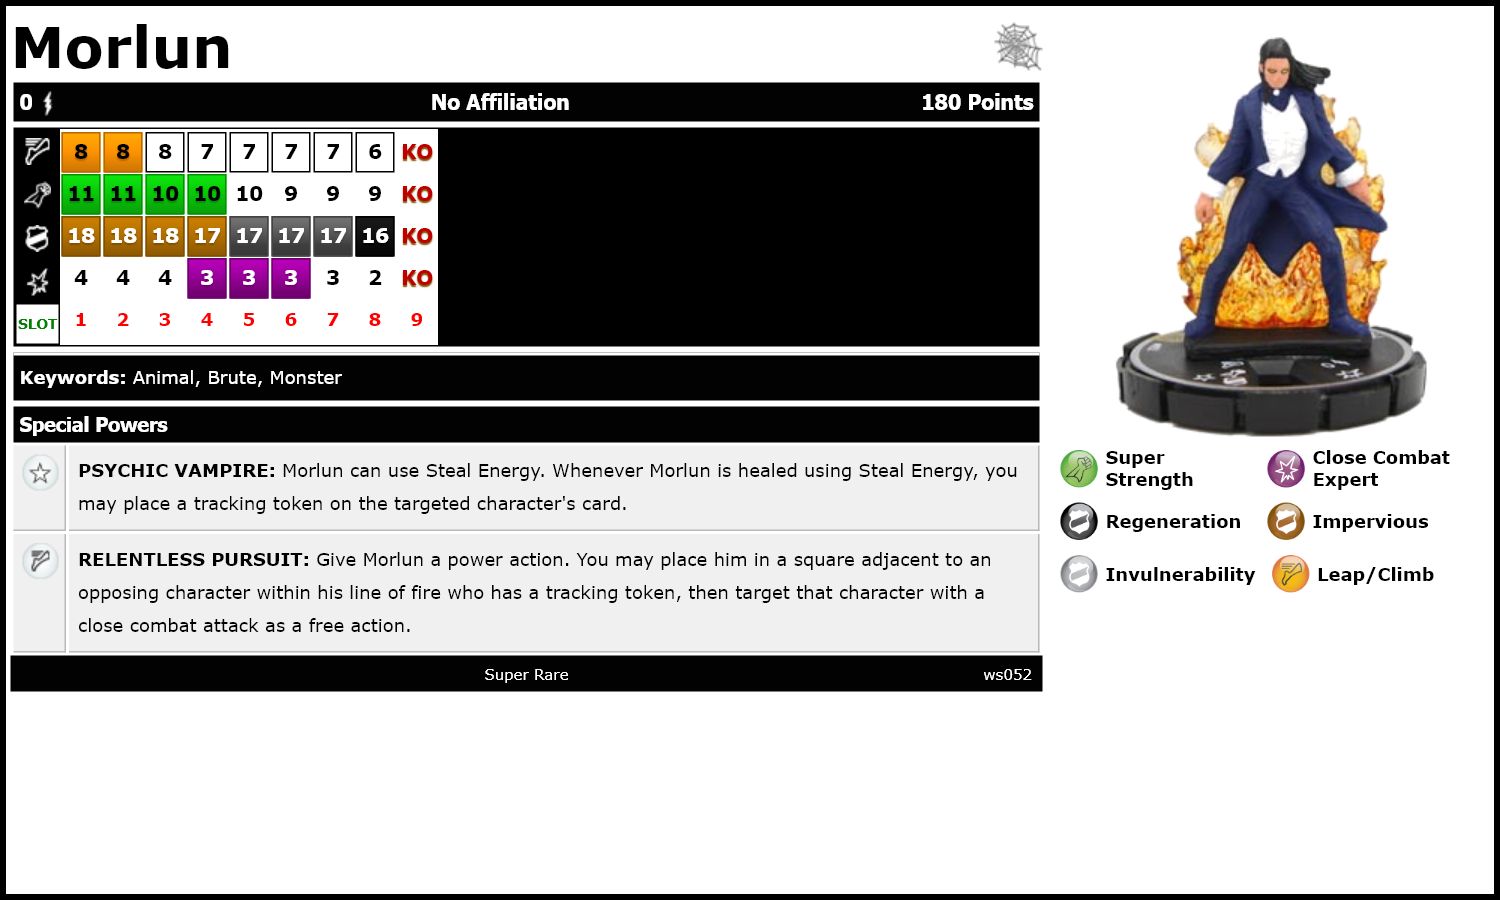 Morlun
0 No Affiliation 180 Points
8 8 8 7 7 7 7 6 KO
11 11 10 10 10 9 9 9 KO
18 18 18 17 17 17 17 16 KO
4 4 4 3 3 3 3 2 KO
SLOT 1 2 3 4 5 6 7 8 9
Keywords: Animal, Brute, Monster
Special Powers
PSYCHIC VAMPIRE: Morlun can use Steal Energy. Whenever Morlun is healed using Steal Energy, you
may place a tracking token on the targeted character's card.
RELENTLESS PURSUIT: Give Morlun a power action. You may place him in a square adjacent to an
opposing character within his line of fire who has a tracking token, then target that character with a
close combat attack as a free action.
Super Rare ws052
Super
Strength
Close Combat
Expert
Regeneration
Impervious
Invulnerability
Leap/Climb